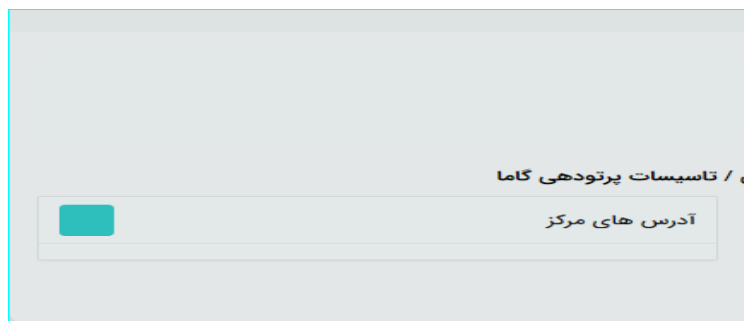 / تاسیسات پرتودهی گاما
آدرس های مرکز